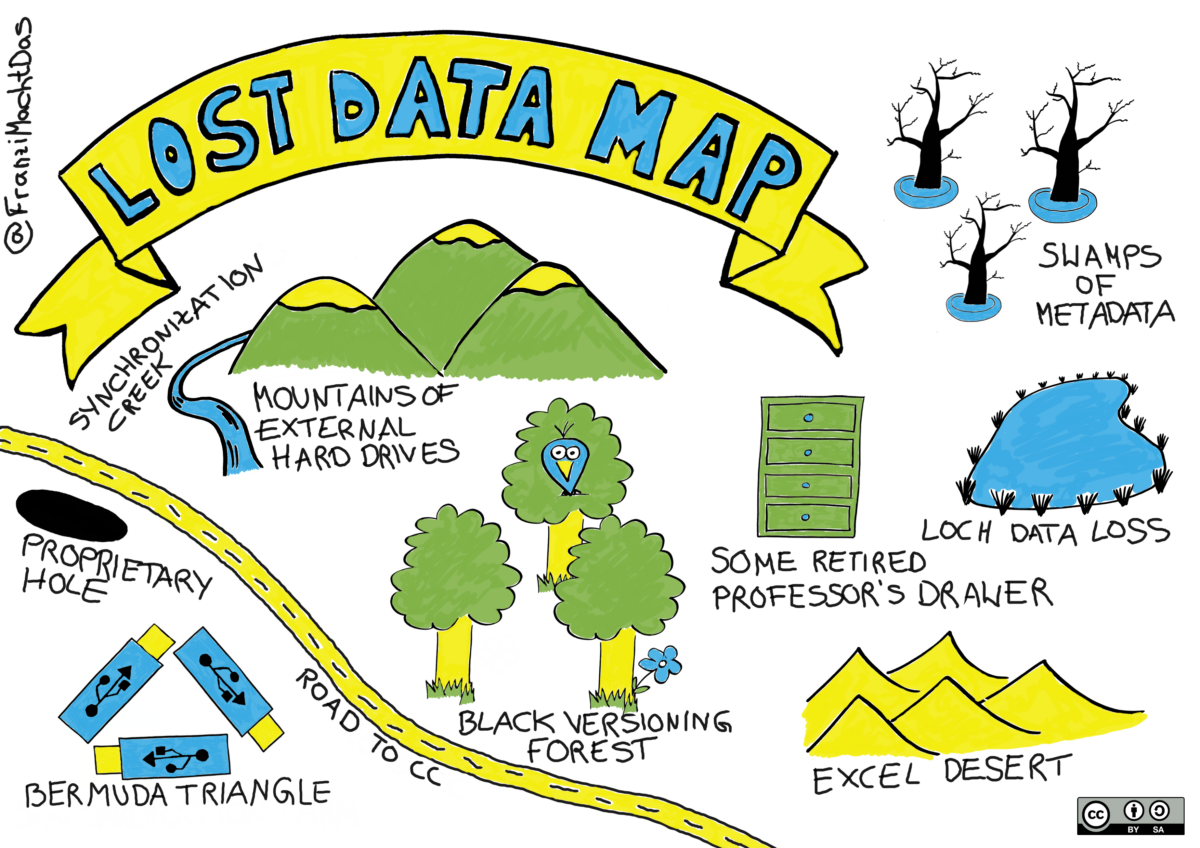 @FranziMachtDas
LOST DATA MAP
SWAMPS
OF
METADATA
SYNCHRONIZATION
CREEK
MOUNTAINS OF
EXTERNAL
HARD DRIVES
LOCH DATA LOSS
SOME RETIRED
PROFESSOR'S DRAWER
PROPRIETARY
HOLE
ROAD TO CC
BLACK VERSIONING
FOREST
BERMUDA TRIANGLE
EXCEL DESERT
cc
BY SA